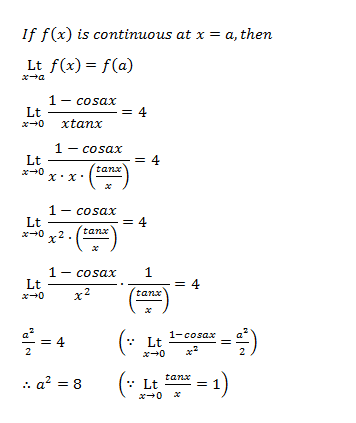 If f(x) is continuous at x = a, then
Lt x→a f(x) = f(a)
Lt x→0 (1 − cosax)/(xtanx) = 4
Lt x→0 (1 − cosax)/(x · x · (tanx/x)) = 4
Lt x→0 (1 − cosax)/(x² · (tanx/x)) = 4
Lt x→0 (1 − cosax)/x² · 1/(tanx/x) = 4
a²/2 = 4 (∵ Lt x→0 (1−cosax)/x² = a²/2)
∴ a² = 8 (∵ Lt x→0 tanx/x = 1)